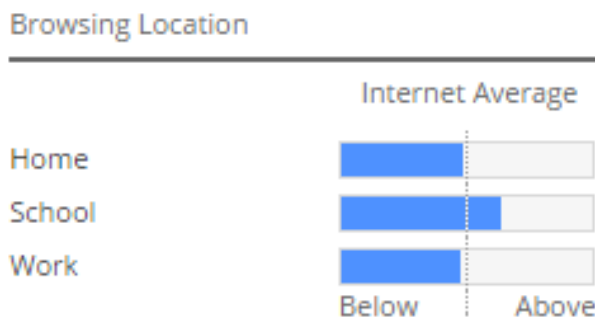 Browsing Location
Internet Average
Home
School
Work
Below Above